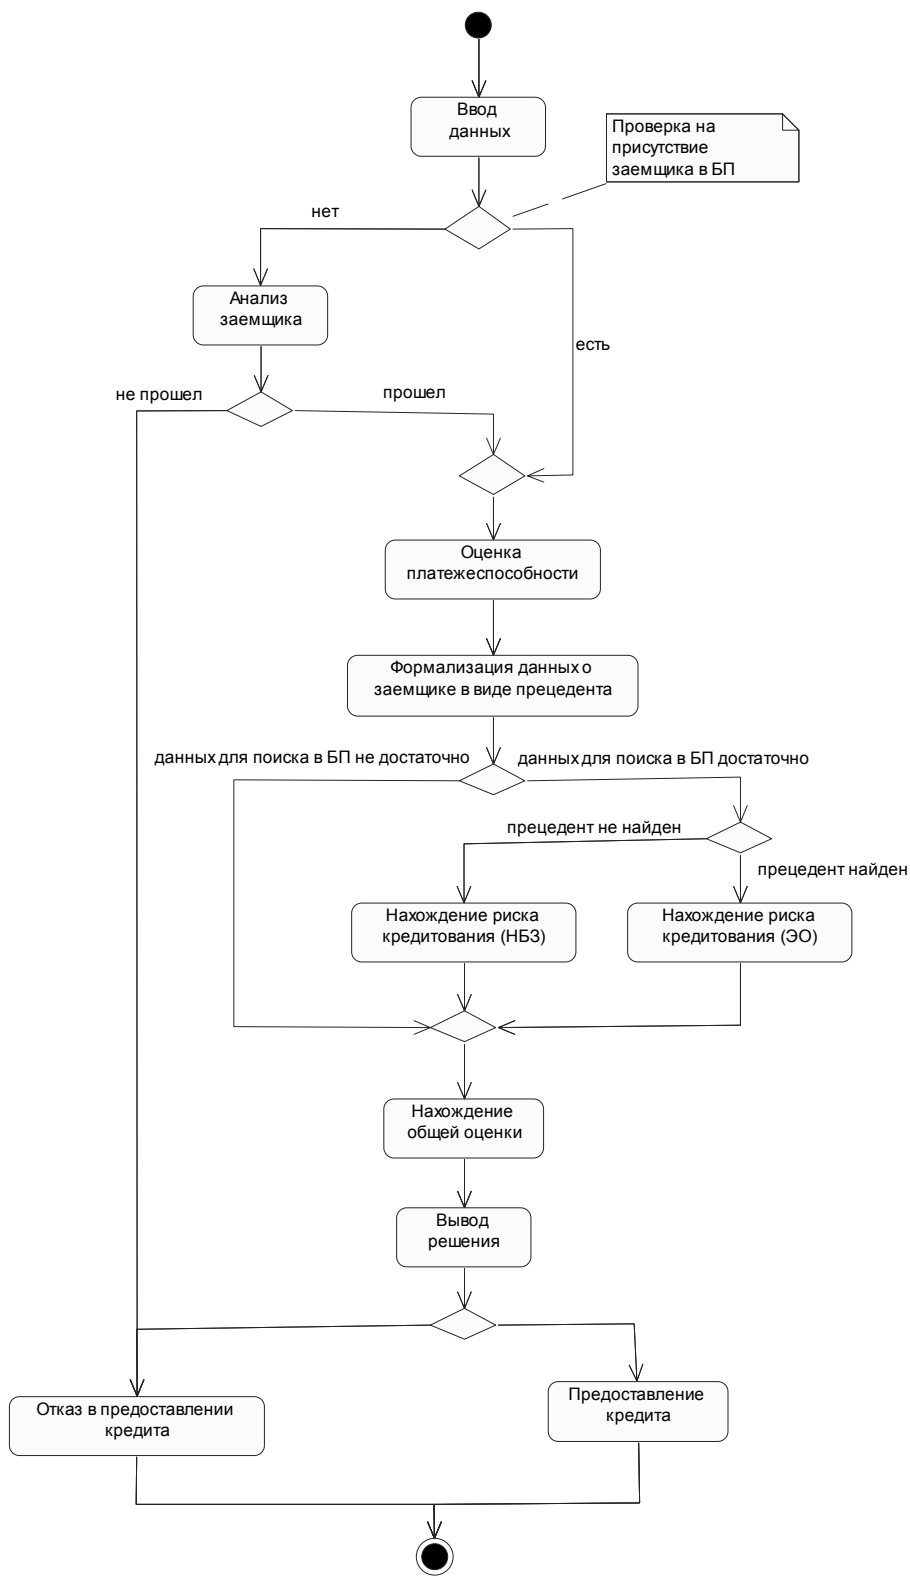 Ввод
данных
Проверка на
присутствие
заемщика в БП
нет
Анализ
заемщика
есть
не прошел
прошел
Оценка
платежеспособности
Формализация данных о
заемщике в виде прецедента
данных для поиска в БП не достаточно
данных для поиска в БП достаточно
прецедент не найден
прецедент найден
Нахождение риска
кредитования (НБЗ)
Нахождение риска
кредитования (ЭО)
Нахождение
общей оценки
Вывод
решения
Отказ в предоставлении
кредита
Предоставление
кредита